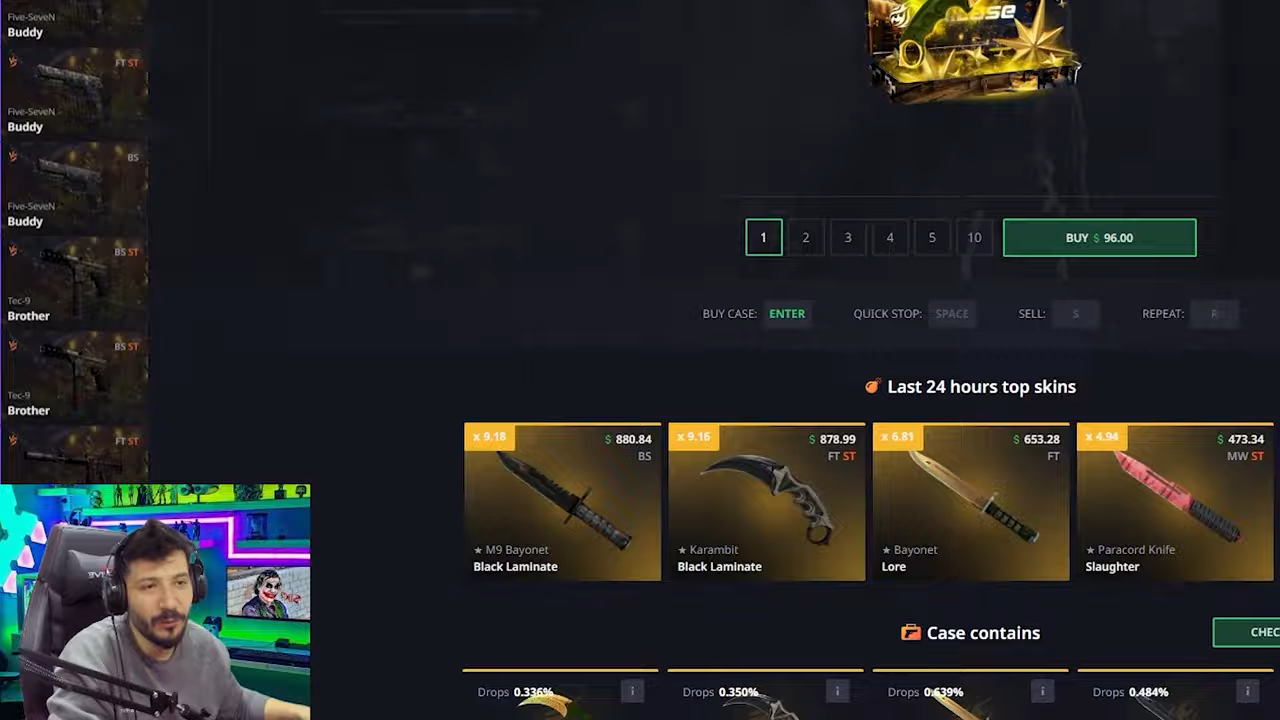 Five-SeveN
Buddy
FT ST
Five-SeveN
Buddy
BS
Five-SeveN
Buddy
BS ST
Tec-9
Brother
BS ST
Tec-9
Brother
FT ST
1 2 3 4 5 10 BUY $ 96.00
BUY CASE: ENTER QUICK STOP: SPACE SELL: S REPEAT: R
Last 24 hours top skins
x 9.18 $ 880.84
BS
★ M9 Bayonet
Black Laminate
x 9.16 $ 878.99
FT ST
★ Karambit
Black Laminate
x 6.81 $ 653.28
FT
★ Bayonet
Lore
x 4.94 $ 473.34
MW ST
★ Paracord Knife
Slaughter
Case contains
CHEC
Drops 0.336% i
Drops 0.350% i
Drops 0.639% i
Drops 0.484% i